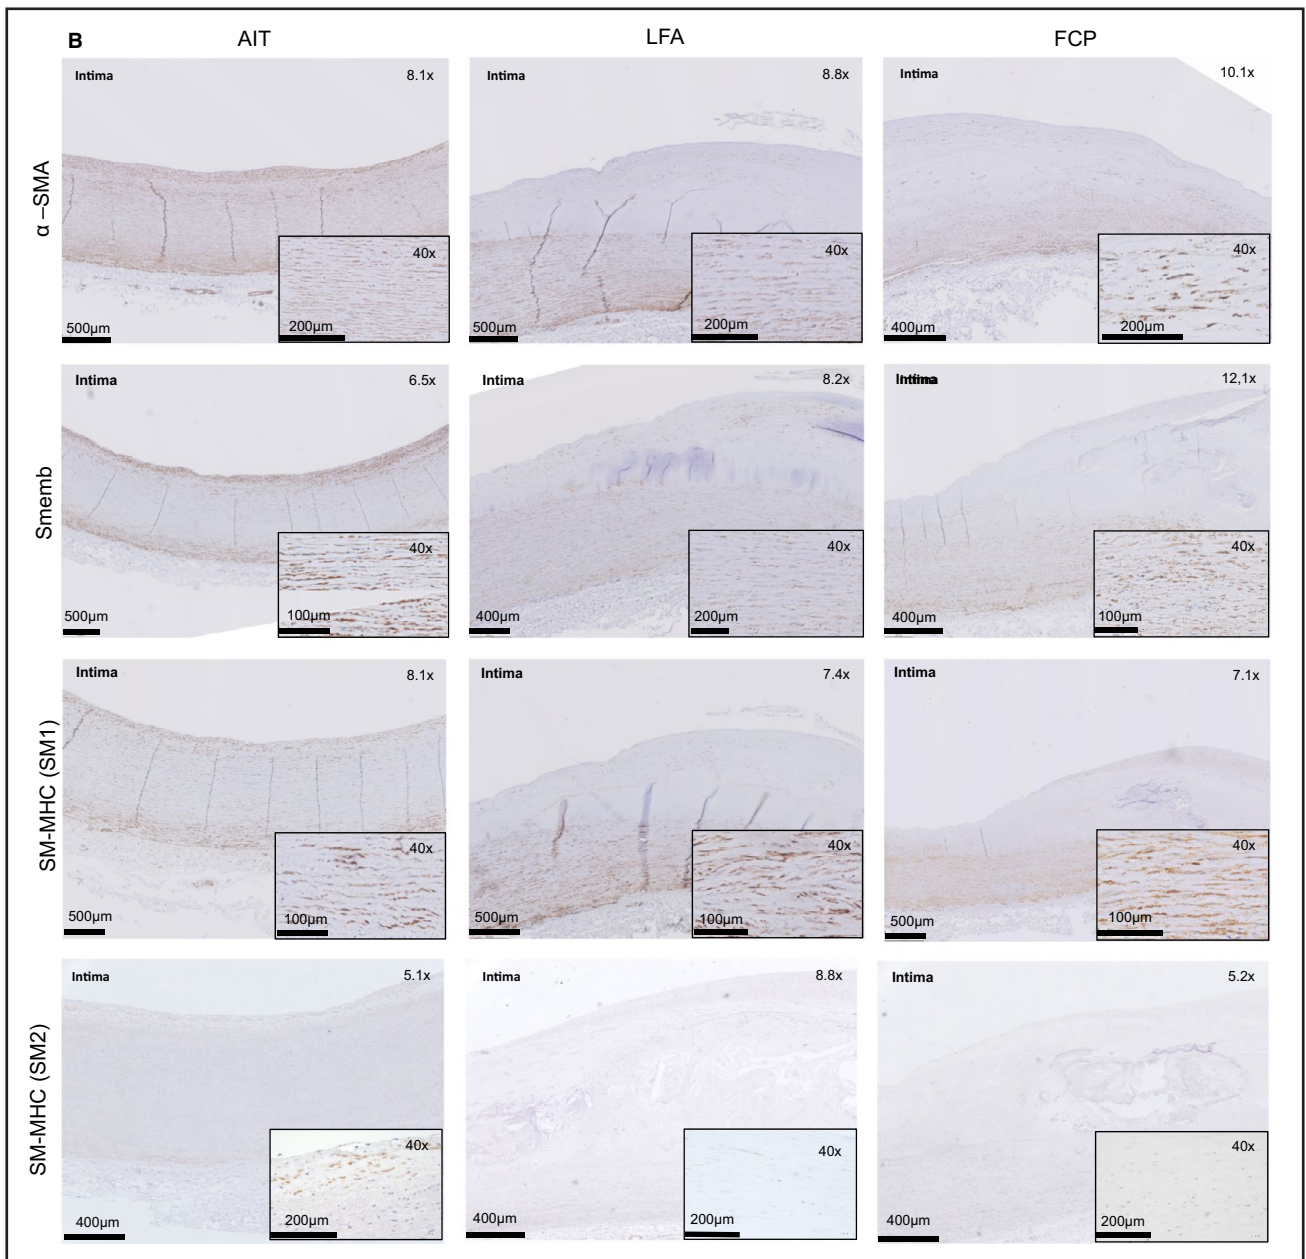 B AIT LFA FCP
α –SMA
Intima 8.1x
40x
500µm 200µm
Intima 8.8x
40x
500µm 200µm
Intima 10.1x
40x
400µm 200µm
Smemb
Intima 6.5x
40x
500µm 100µm
Intima 8.2x
40x
400µm 200µm
Intima 12,1x
40x
400µm 100µm
SM-MHC (SM1)
Intima 8.1x
40x
500µm 100µm
Intima 7.4x
40x
500µm 100µm
Intima 7.1x
40x
500µm 100µm
SM-MHC (SM2)
Intima 5.1x
40x
400µm 200µm
Intima 8.8x
40x
400µm 200µm
Intima 5.2x
40x
400µm 200µm